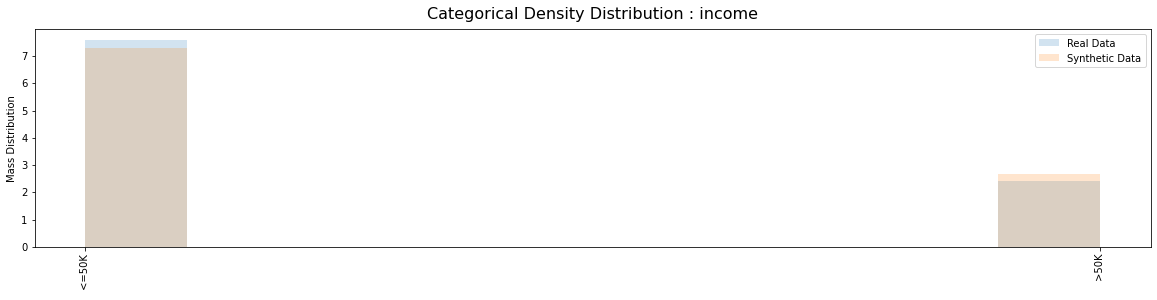 Categorical Density Distribution : income
Real Data
Synthetic Data
Mass Distribution
7
6
5
4
3
2
1
0
<=50K
>50K